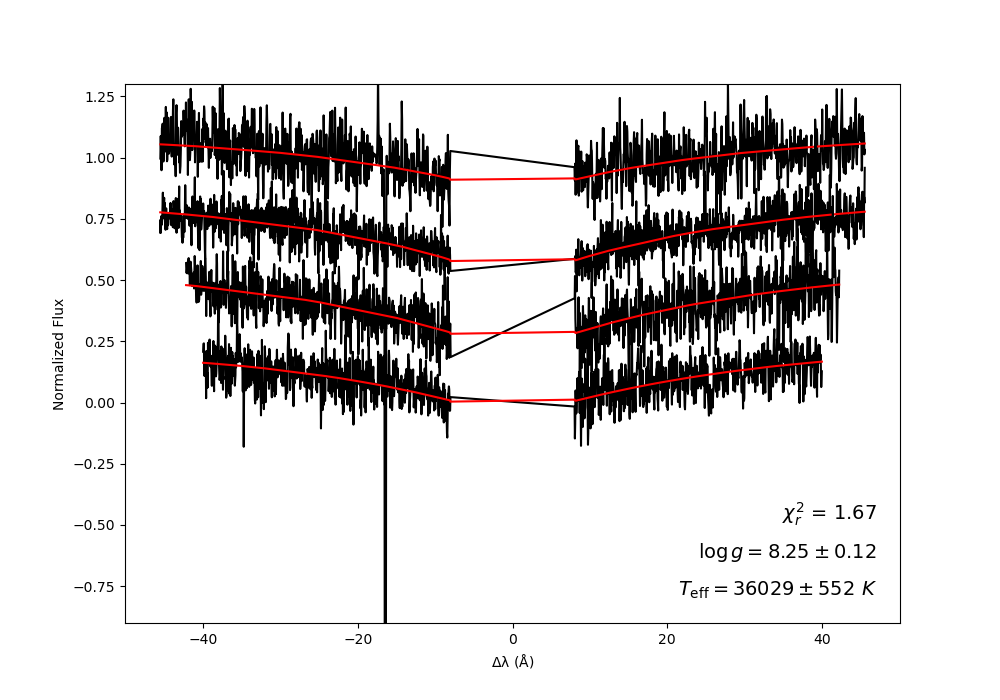 1.25
1.00
0.75
0.50
0.25
0.00
−0.25
−0.50
−0.75
Normalized Flux
−40
−20
0
20
40
Δλ (Å)
χ²ᵣ = 1.67
log g = 8.25 ± 0.12
T_eff = 36029 ± 552 K